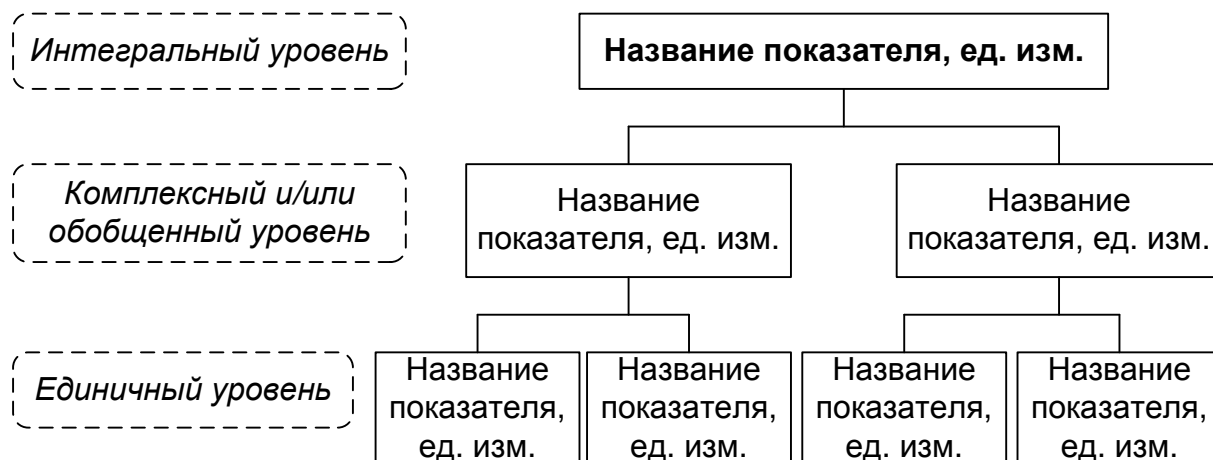 Интегральный уровень
Название показателя, ед. изм.
Комплексный и/или
обобщенный уровень
Название
показателя, ед. изм.
Название
показателя, ед. изм.
Единичный уровень
Название
показателя,
ед. изм.
Название
показателя,
ед. изм.
Название
показателя,
ед. изм.
Название
показателя,
ед. изм.